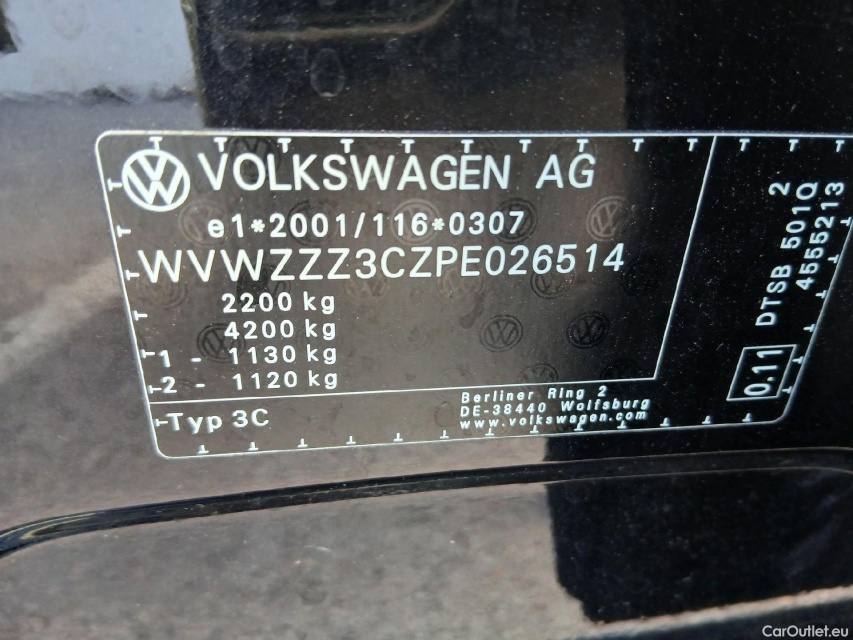 VOLKSWAGEN AG
e1*2001/116*0307
WVWZZZ3CZPE026514
2200 kg
4200 kg
1 - 1130 kg
2 - 1120 kg
Typ 3C
Berliner Ring 2
DE-38440 Wolfsburg
www.volkswagen.com
2
DTSB 501Q
4555213
0.11
CarOutlet.eu